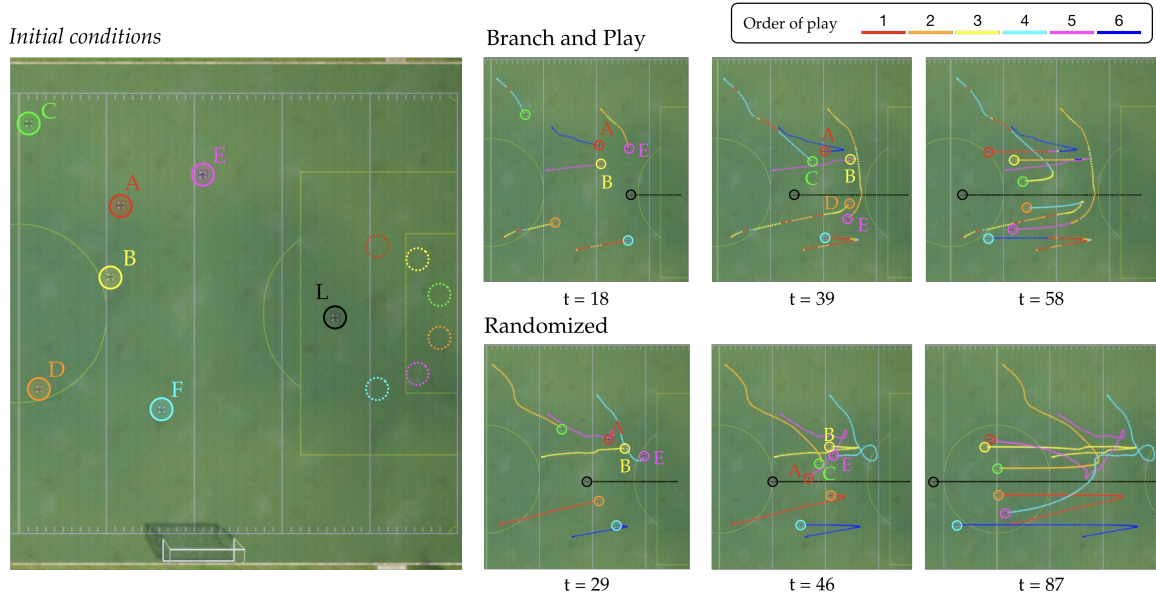 Initial conditions
C
E
A
B
L
D
F
Order of play 1 2 3 4 5 6
Branch and Play
A
E
B
t = 18
A
C
B
D
E
t = 39
t = 58
Randomized
A
B
E
t = 29
B
E
A
C
t = 46
t = 87